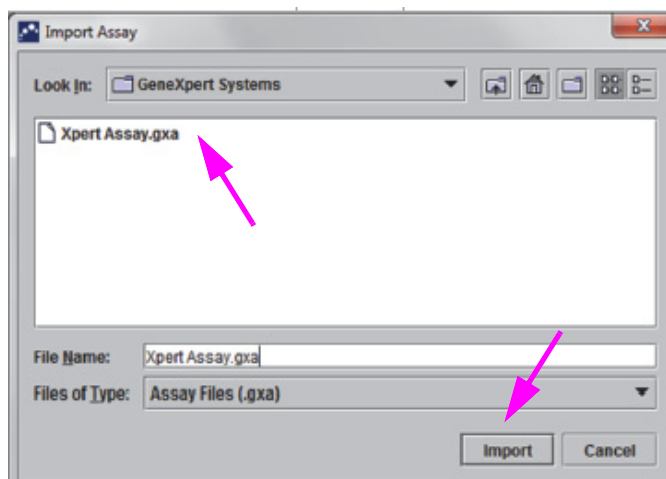 Import Assay
Look In: GeneXpert Systems
Xpert Assay.gxa
File Name: Xpert Assay.gxa
Files of Type: Assay Files (.gxa)
Import Cancel